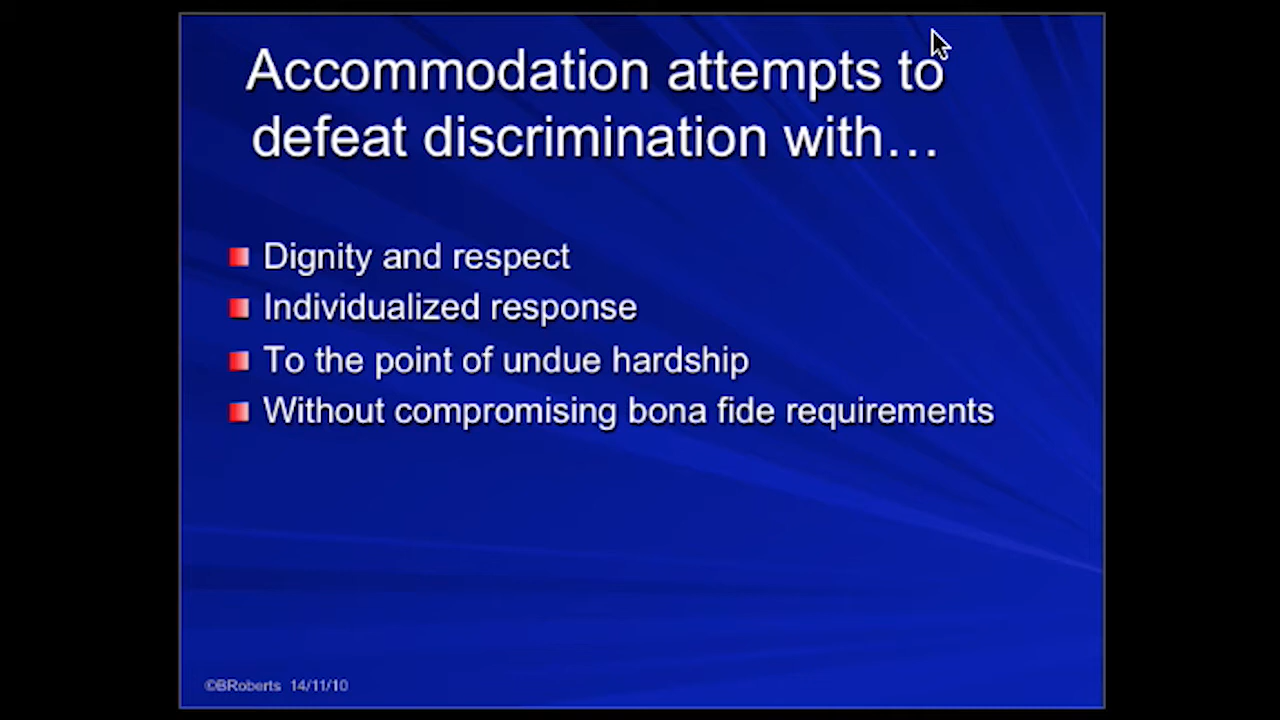 Accommodation attempts to
defeat discrimination with…
Dignity and respect
Individualized response
To the point of undue hardship
Without compromising bona fide requirements
©BRoberts 14/11/10